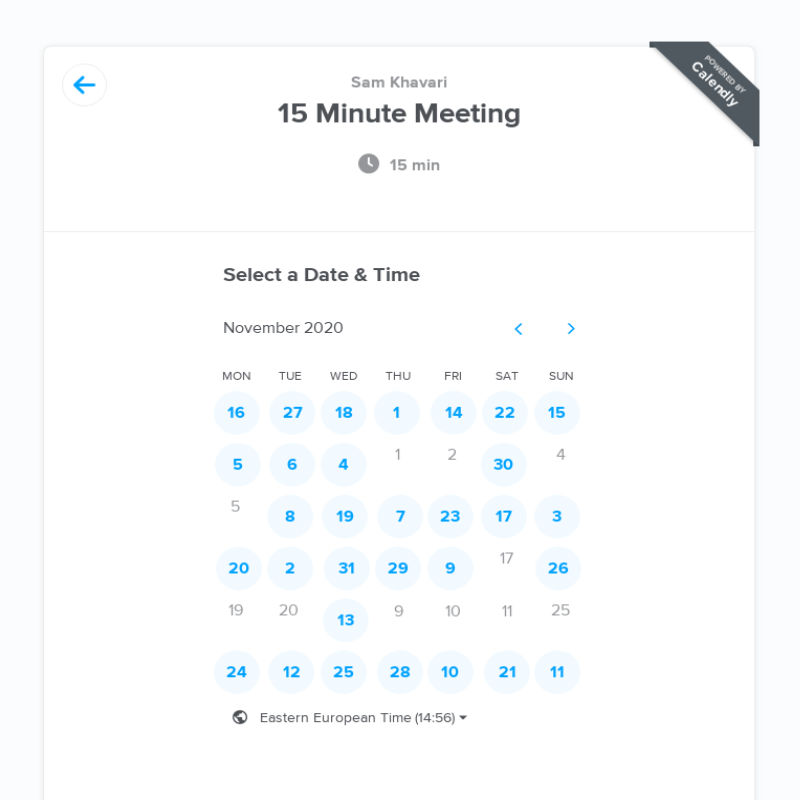 POWERED BY
Calendly
Sam Khavari
15 Minute Meeting
15 min
Select a Date & Time
November 2020
MON TUE WED THU FRI SAT SUN
16 27 18 1 14 22 15
5 6 4 1 2 30 4
5 8 19 7 23 17 3
20 2 31 29 9 17 26
19 20 13 9 10 11 25
24 12 25 28 10 21 11
Eastern European Time (14:56)